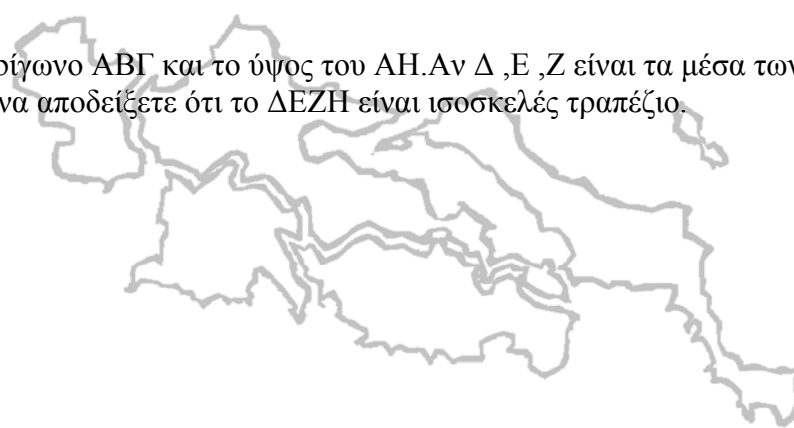 ρίγωνο ΑΒΓ και το ύψος του ΑΗ.Αν Δ ,Ε ,Ζ είναι τα μέσα των
να αποδείξετε ότι το ΔΕΖΗ είναι ισοσκελές τραπέζιο.